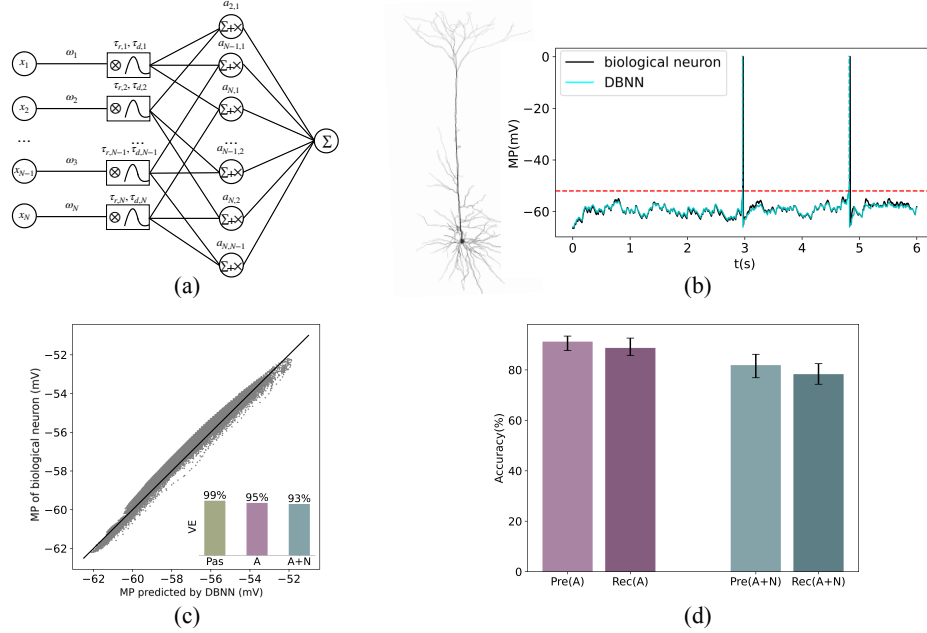 a2,1
τr,1, τd,1
ω1
x1
aN−1,1
τr,2, τd,2
ω2
x2
aN,1
...
...
...
τr,N−1, τd,N−1
aN−1,2
ω3
xN−1
τr,N, τd,N
aN,2
ωN
xN
aN,N−1
Σ
(a)
biological neuron
DBNN
MP(mV)
0
−20
−40
−60
0 1 2 3 4 5 6
t(s)
(b)
MP of biological neuron (mV)
−52
−54
−56
−58
−60
−62
99% 95% 93%
VE
Pas A A+N
−62 −60 −58 −56 −54 −52
MP predicted by DBNN (mV)
(c)
Accuracy(%)
80
60
40
20
0
Pre(A) Rec(A) Pre(A+N) Rec(A+N)
(d)